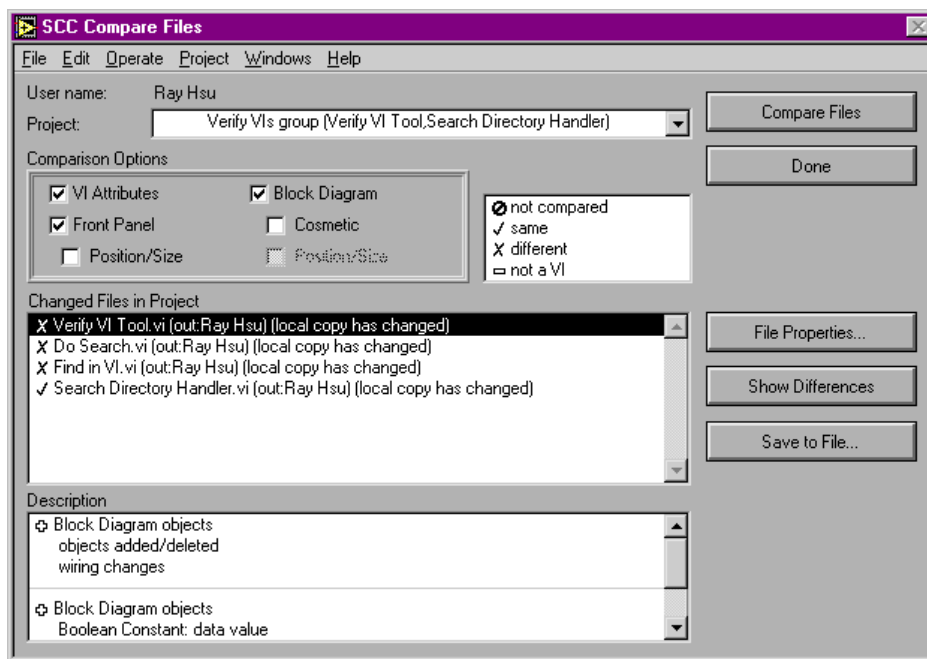 SCC Compare Files
File Edit Operate Project Windows Help
User name: Ray Hsu
Project: Verify VIs group (Verify VI Tool,Search Directory Handler)
Compare Files
Done
Comparison Options
VI Attributes
Block Diagram
Front Panel
Cosmetic
Position/Size
Position/Size
not compared
same
different
not a VI
Changed Files in Project
Verify VI Tool.vi (out:Ray Hsu) (local copy has changed)
Do Search.vi (out:Ray Hsu) (local copy has changed)
Find in VI.vi (out:Ray Hsu) (local copy has changed)
Search Directory Handler.vi (out:Ray Hsu) (local copy has changed)
File Properties...
Show Differences
Save to File...
Description
Block Diagram objects
objects added/deleted
wiring changes
Block Diagram objects
Boolean Constant: data value